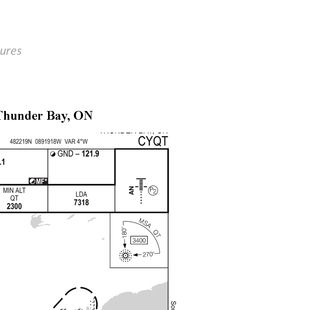 ures
Thunder Bay, ON
482219N 0891918W VAR 4°W
CYQT
GND – 121.9
.1
AN
MIN ALT
QT
2300
LDA
7318
MSA QT
180°
3400
270°